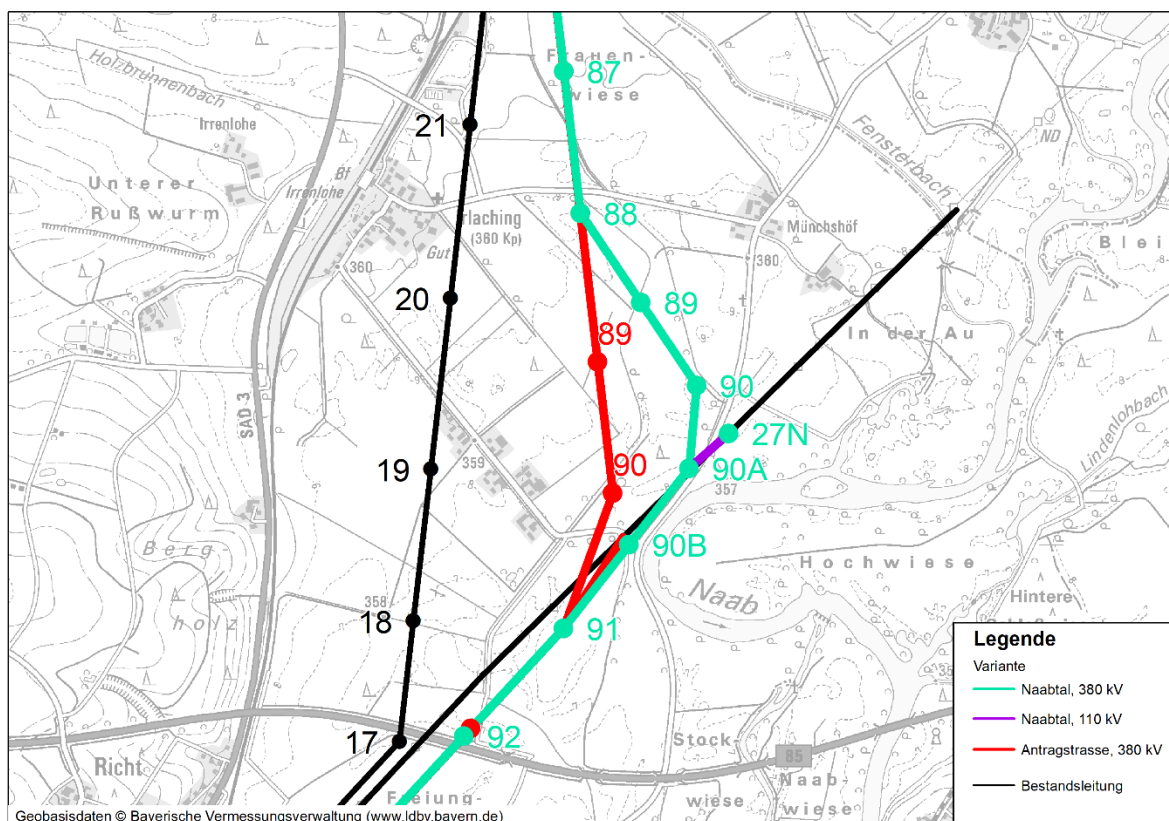 Holzbrunnenbach
Frauen-
wiese
87
21
Irrenlohe
Fensterbach
ND
Bf
Irrenlohe
Unterer
Rußwurm
88
rlaching
(360 Kp)
Münchshöf
Gut
Blei
360
360
20
89
In der Au
89
90
Lindenlohbach
SAD 3
27N
19
359
90
90A
357
Berg
holz
90B
Hochwiese
Naab
Hintere
358
18
91
17
92
Stock
wiese
85
Naab-
wiese
Richt
Freiung-
Legende
Variante
Naabtal, 380 kV
Naabtal, 110 kV
Antragstrasse, 380 kV
Bestandsleitung
Geobasisdaten © Bayerische Vermessungsverwaltung (www.ldbv.bayern.de)